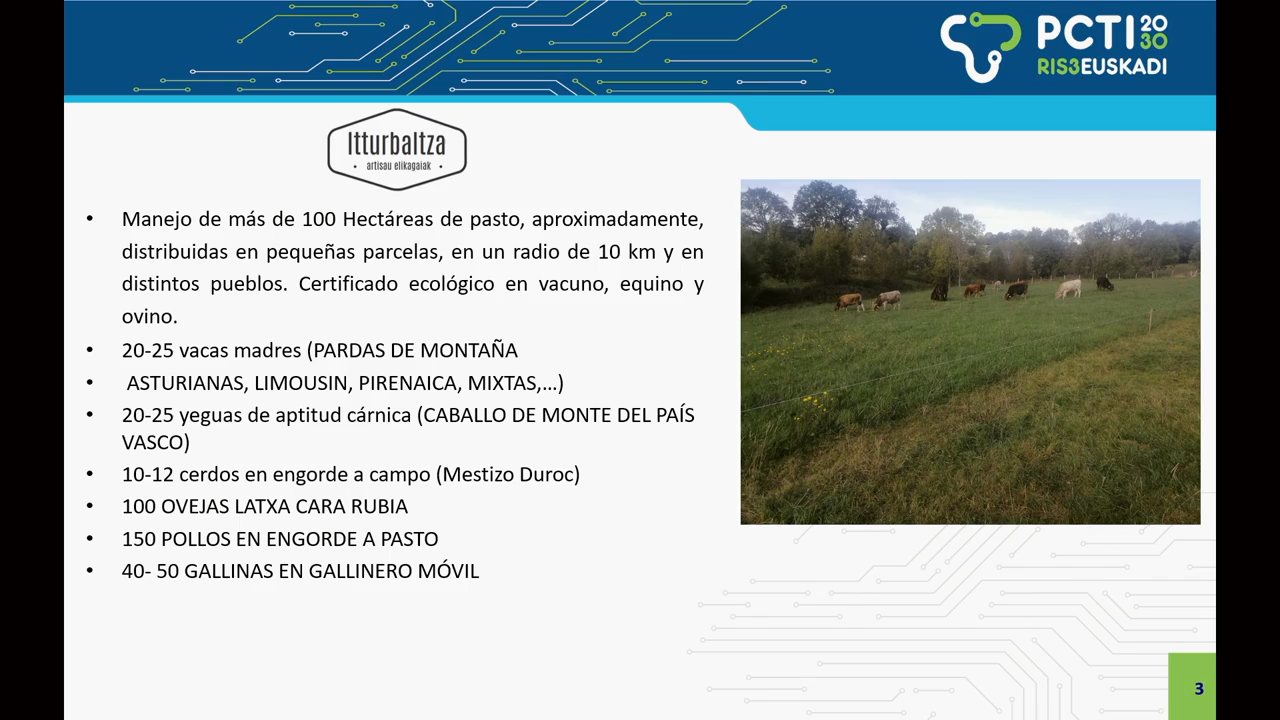 PCTI 2030
RIS3EUSKADI
Itturbaltza
• artisau elikagaiak •
• Manejo de más de 100 Hectáreas de pasto, aproximadamente,
distribuidas en pequeñas parcelas, en un radio de 10 km y en
distintos pueblos. Certificado ecológico en vacuno, equino y
ovino.
• 20-25 vacas madres (PARDAS DE MONTAÑA
• ASTURIANAS, LIMOUSIN, PIRENAICA, MIXTAS,…)
• 20-25 yeguas de aptitud cárnica (CABALLO DE MONTE DEL PAÍS
VASCO)
• 10-12 cerdos en engorde a campo (Mestizo Duroc)
• 100 OVEJAS LATXA CARA RUBIA
• 150 POLLOS EN ENGORDE A PASTO
• 40- 50 GALLINAS EN GALLINERO MÓVIL
3